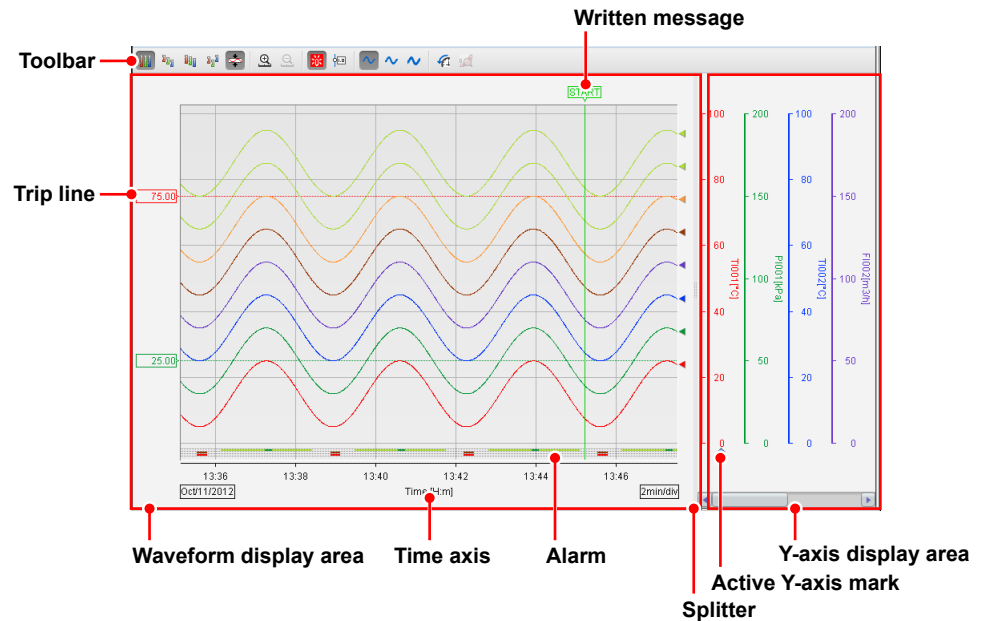 Written message
Toolbar
START
100 200 100 200
Trip line
75.00
80 150 80 150
60 60
TI001[°C] PI001[kPa] TI002[°C] FI002[m3/h]
100 100
40 40
25.00
50 50
20 20
0 0 0 0
13:36 13:38 13:40 13:42 13:44 13:46
Oct/11/2012 Time [H:m] 2min/div
Waveform display area Time axis Alarm Y-axis display area
Active Y-axis mark
Splitter